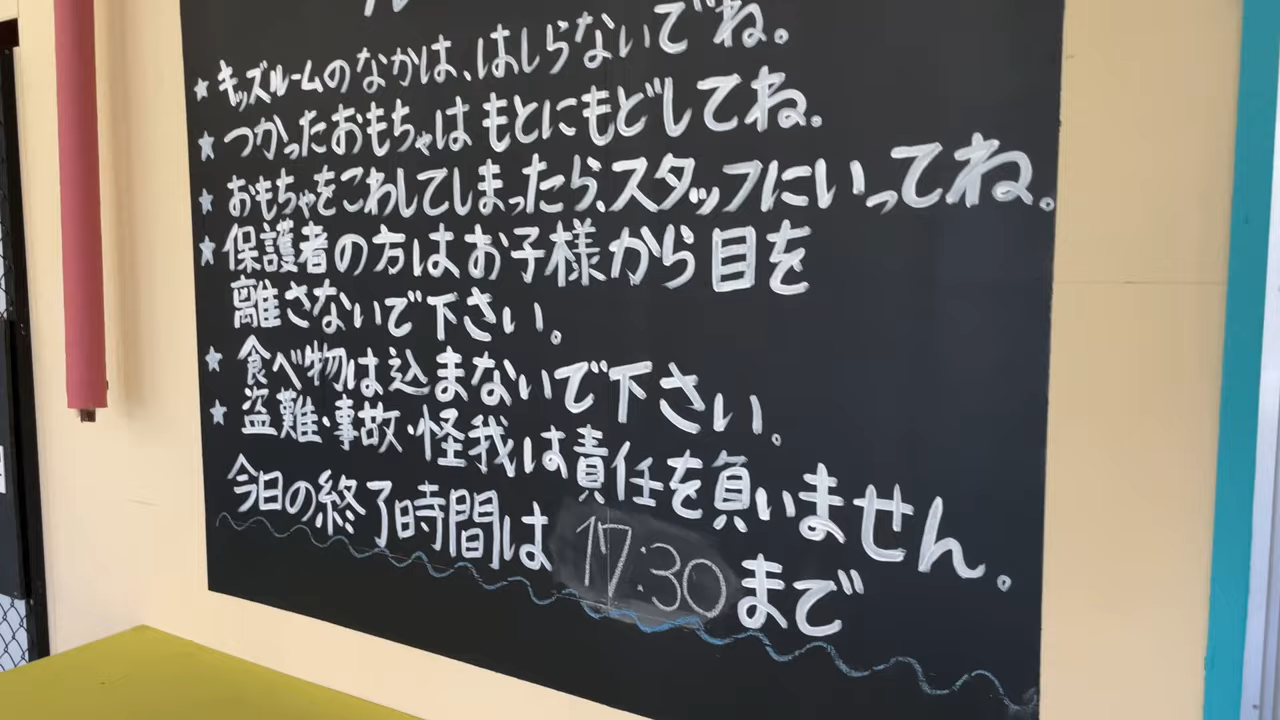 ★キッズルームのなかは、はしらないでね。
★つかったおもちゃはもとにもどしてね。
★おもちゃをこわしてしまったら、スタッフにいってね。
★保護者の方はお子様から目を
離さないで下さい。
★食べ物は込まないで下さい。
★盗難・事故・怪我は責任を負いません。
今日の終了時間は 17:30 まで